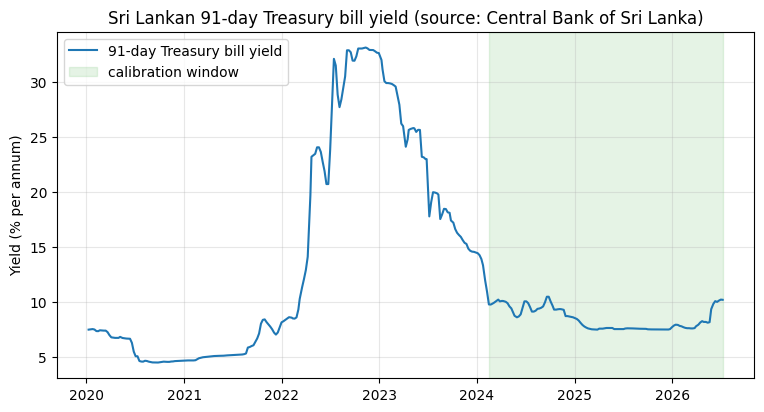 Sri Lankan 91-day Treasury bill yield (source: Central Bank of Sri Lanka)
91-day Treasury bill yield
calibration window
Yield (% per annum)
30
25
20
15
10
5
2020 2021 2022 2023 2024 2025 2026